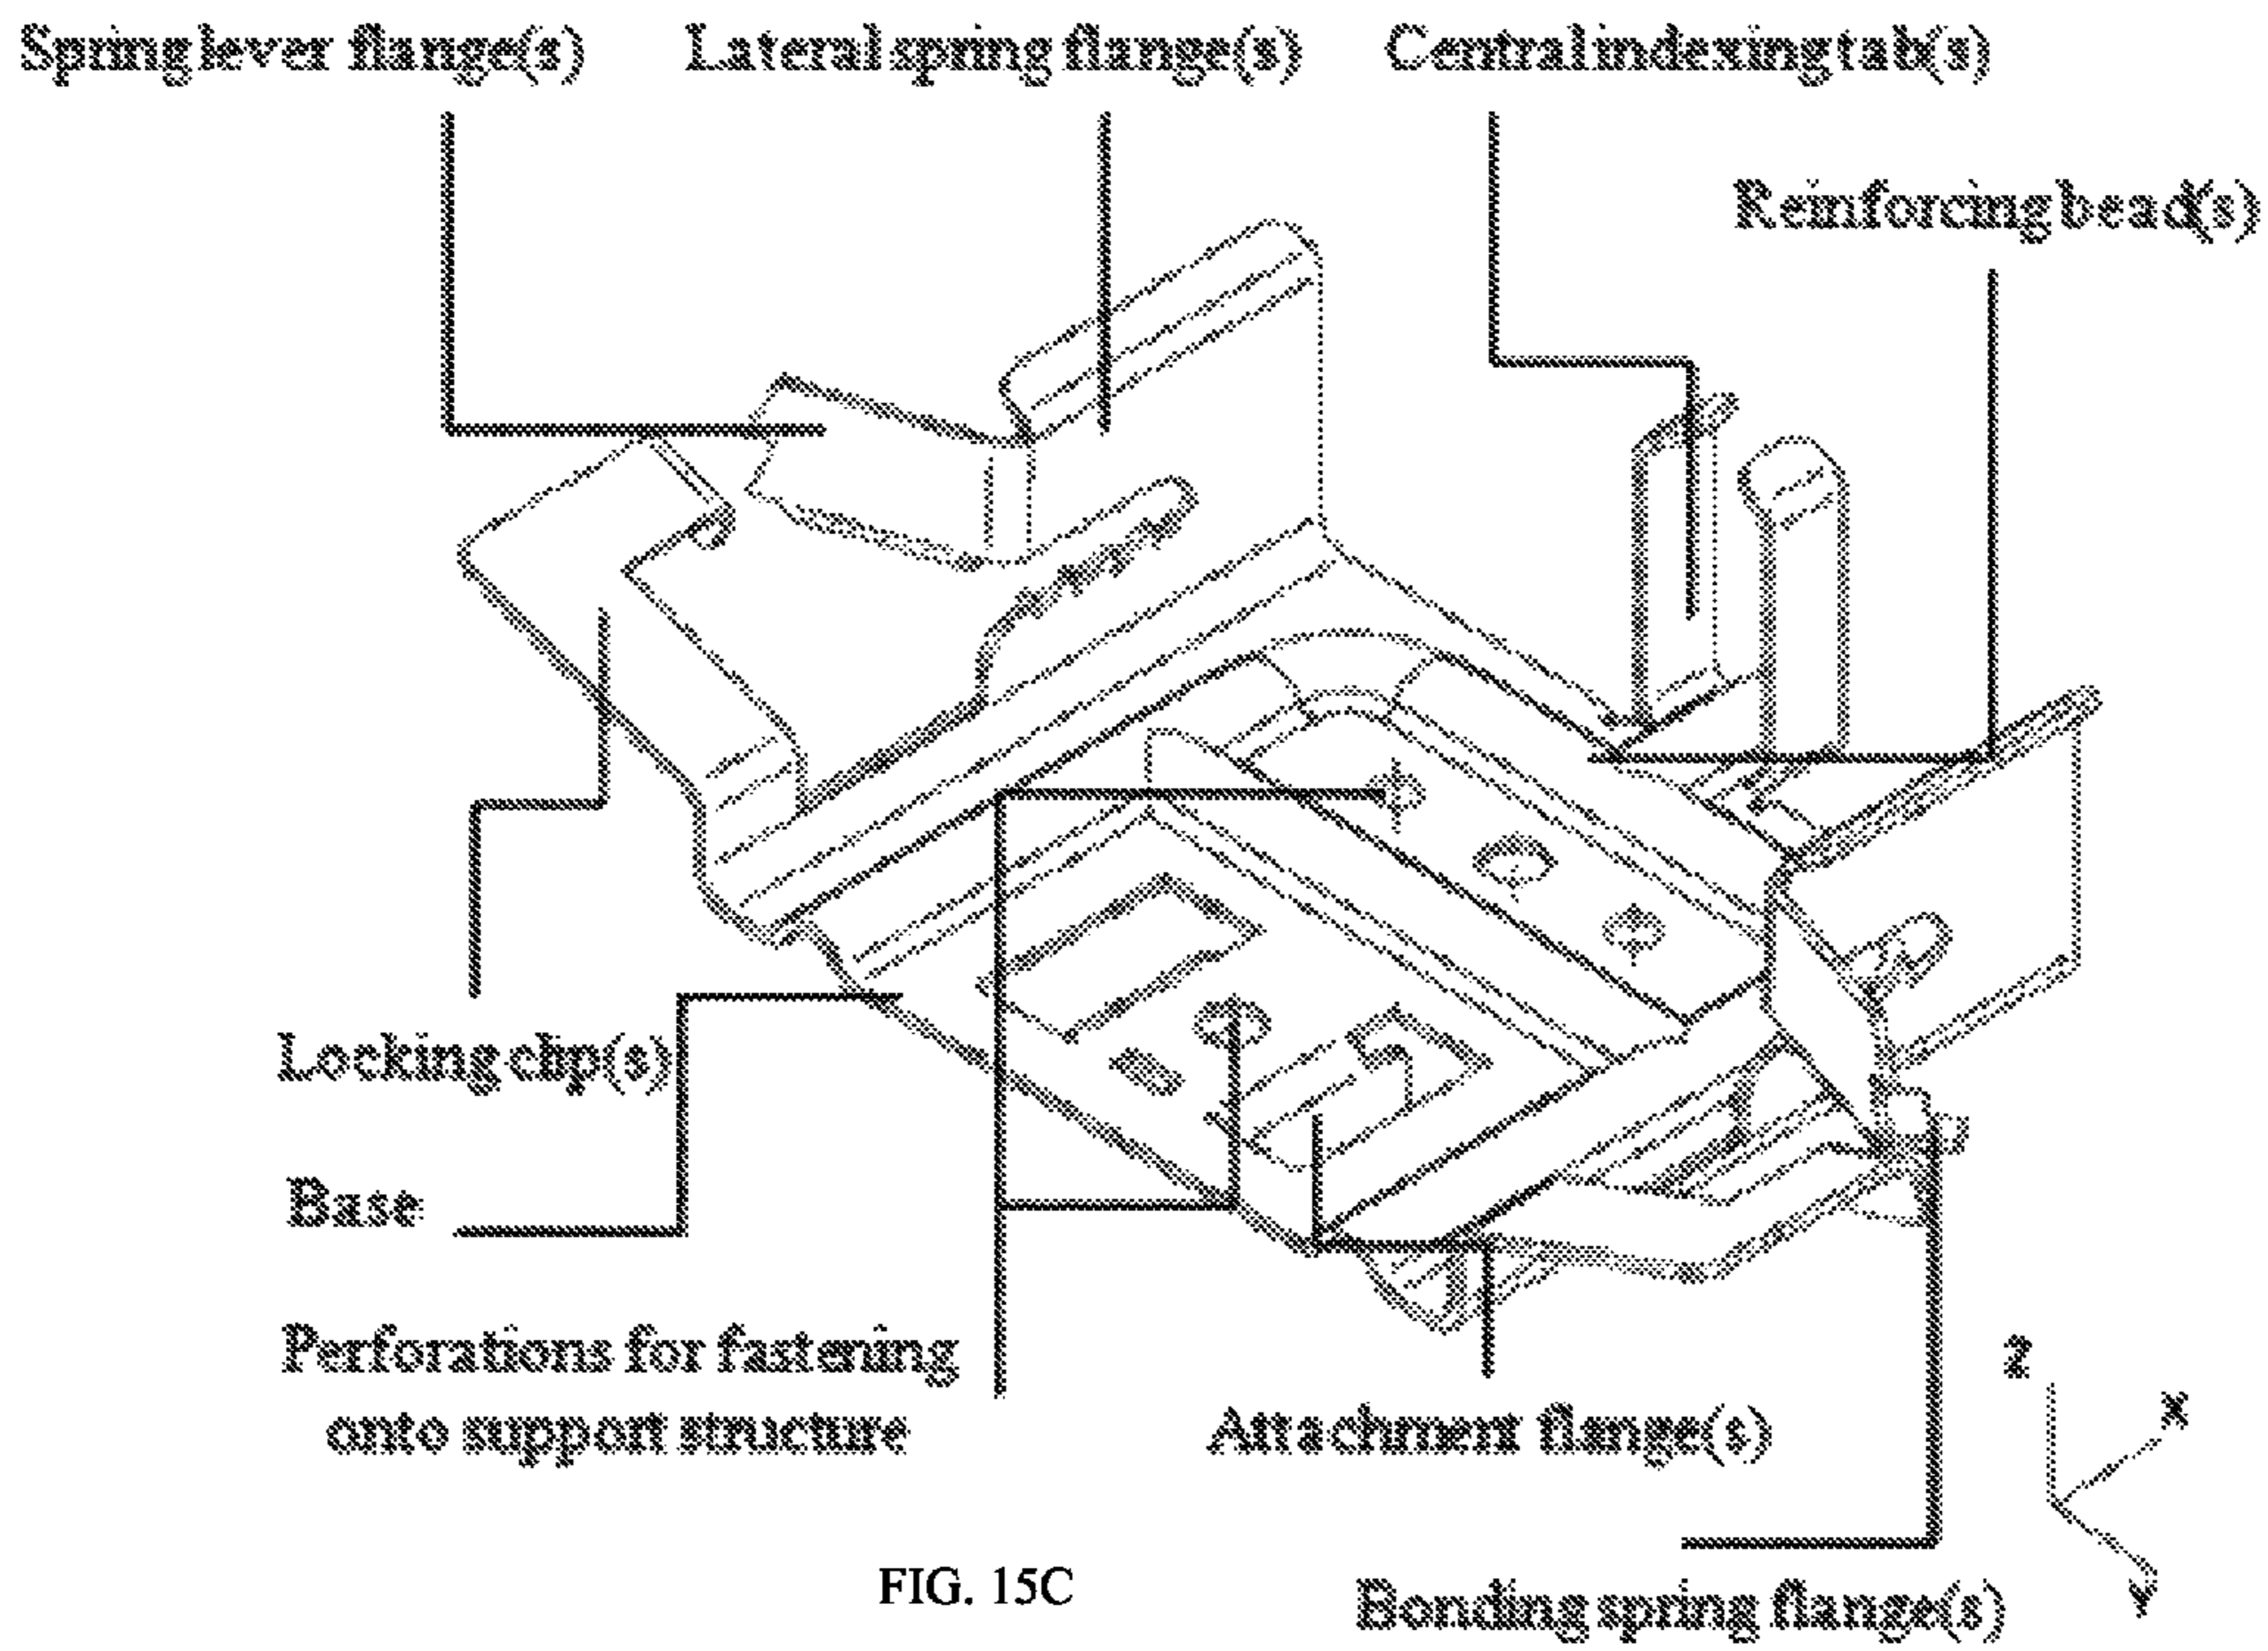 Spring lever flange(s) Lateral spring flange(s) Central indexing tab(s)
Reinforcing bead(s)
Locking clip(s)
Base
Perforations for fastening
onto support structure
Attachment flange(s)
Z
X
Y
FIG. 15C
Bonding spring flange(s)